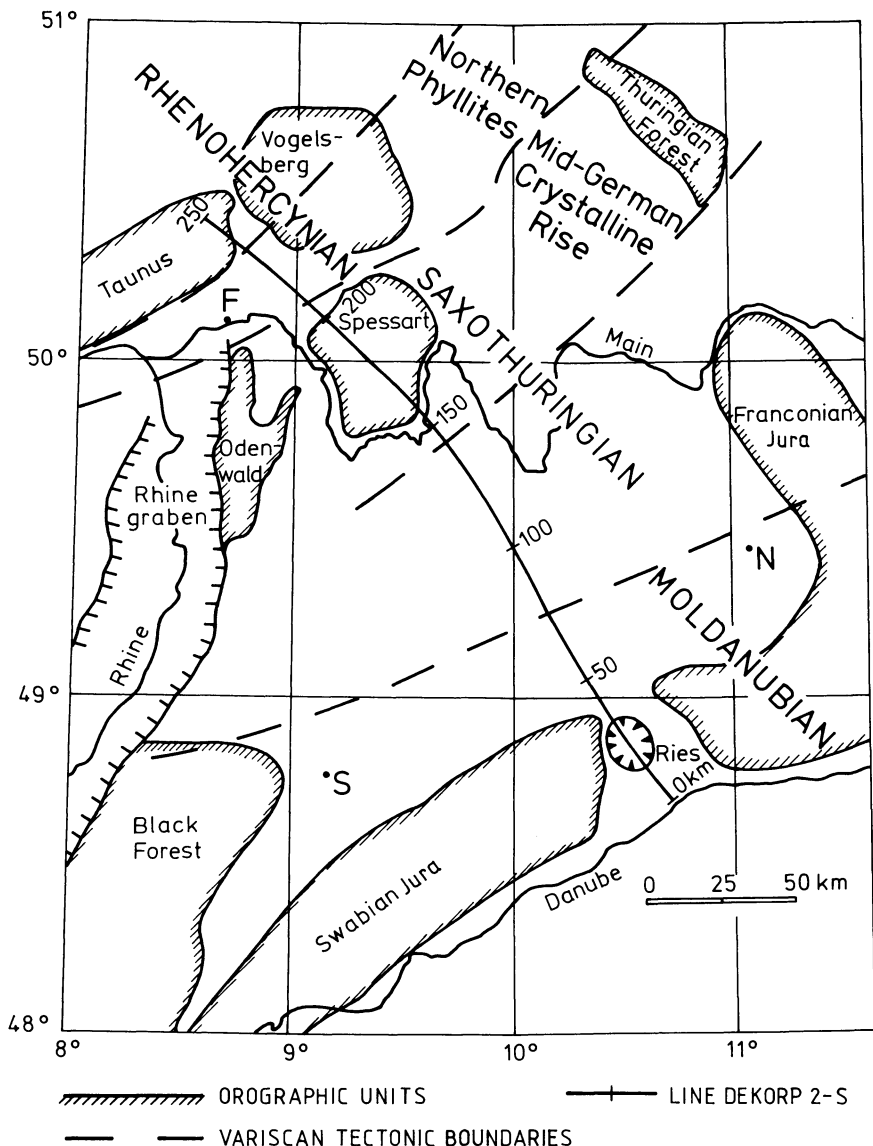 51°
Northern
Phyllites
Thuringian
Forest
RHENOHERCYNIAN
Vogels-
berg
Mid-German
Crystalline
Rise
250
Taunus
SAXOTHURINGIAN
F
200
Spessart
Main
50°
150
Franconian
Jura
Oden-
wald
Rhine
graben
100
N
MOLDANUBIAN
Rhine
50
49°
Ries
S
0km
Black
Forest
Swabian Jura
Danube
0 25 50 km
48°
8° 9° 10° 11°
OROGRAPHIC UNITS
LINE DEKORP 2-S
VARISCAN TECTONIC BOUNDARIES